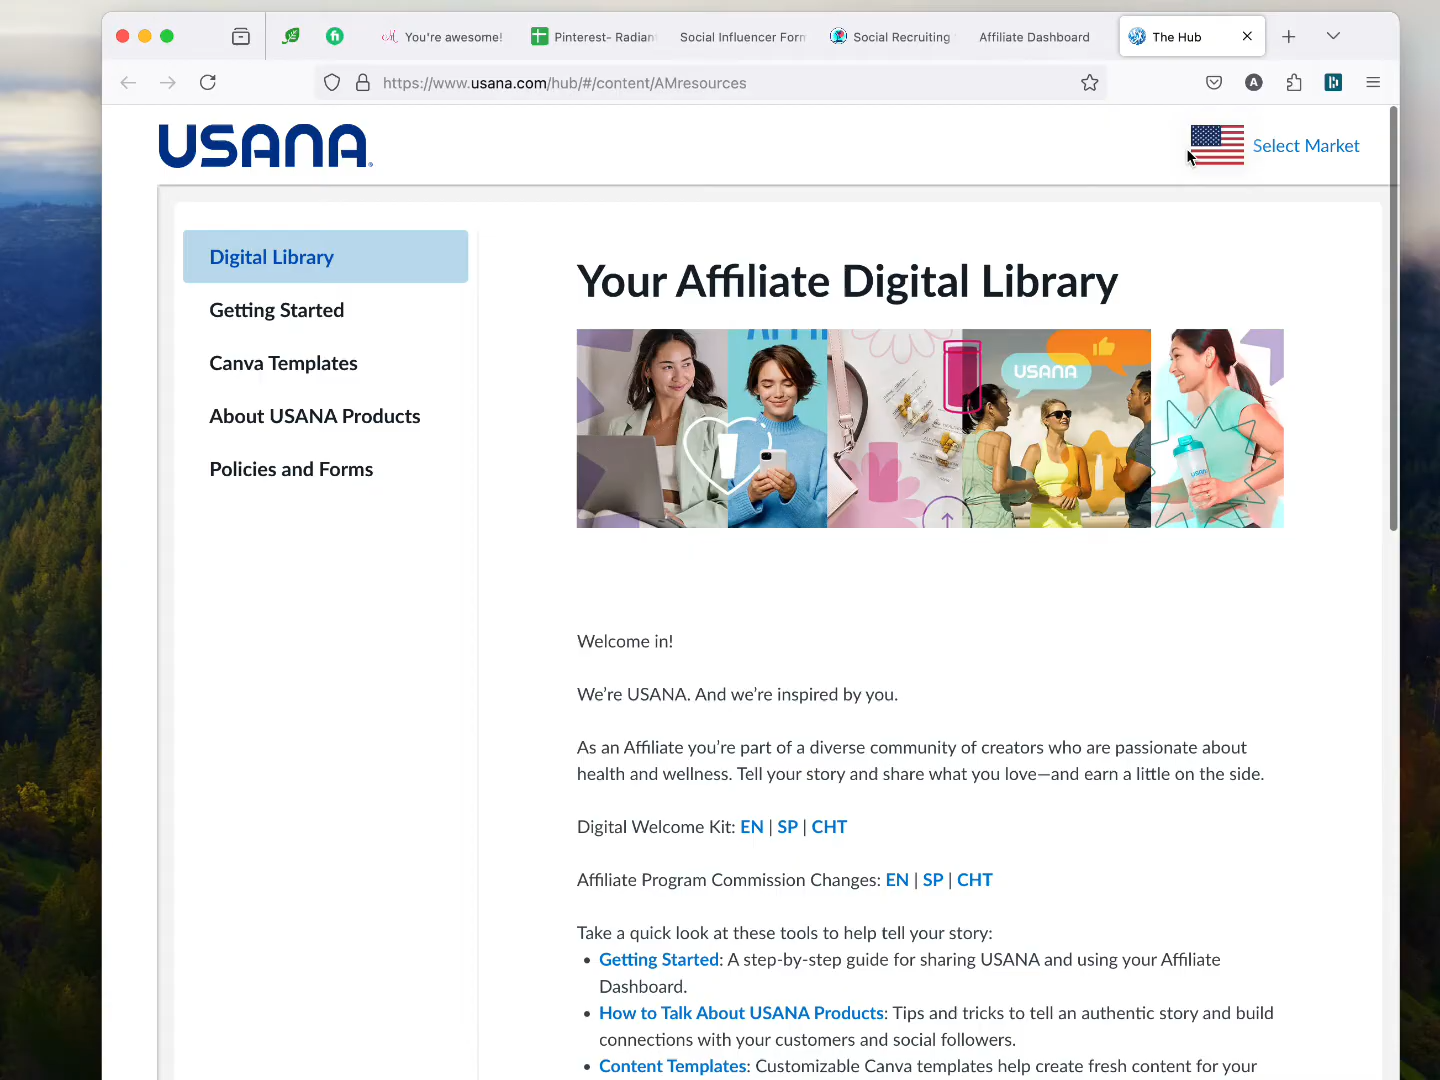 You're awesome!
Pinterest- Radian
Social Influencer Form
Social Recruiting
Affiliate Dashboard
The Hub
https://www.usana.com/hub/#/content/AMresources
USANA
Select Market
Digital Library
Getting Started
Canva Templates
About USANA Products
Policies and Forms
Your Affiliate Digital Library
USANA
USANA
Welcome in!
We’re USANA. And we’re inspired by you.
As an Affiliate you’re part of a diverse community of creators who are passionate about
health and wellness. Tell your story and share what you love—and earn a little on the side.
Digital Welcome Kit: EN | SP | CHT
Affiliate Program Commission Changes: EN | SP | CHT
Take a quick look at these tools to help tell your story:
• Getting Started: A step-by-step guide for sharing USANA and using your Affiliate
Dashboard.
• How to Talk About USANA Products: Tips and tricks to tell an authentic story and build
connections with your customers and social followers.
• Content Templates: Customizable Canva templates help create fresh content for your